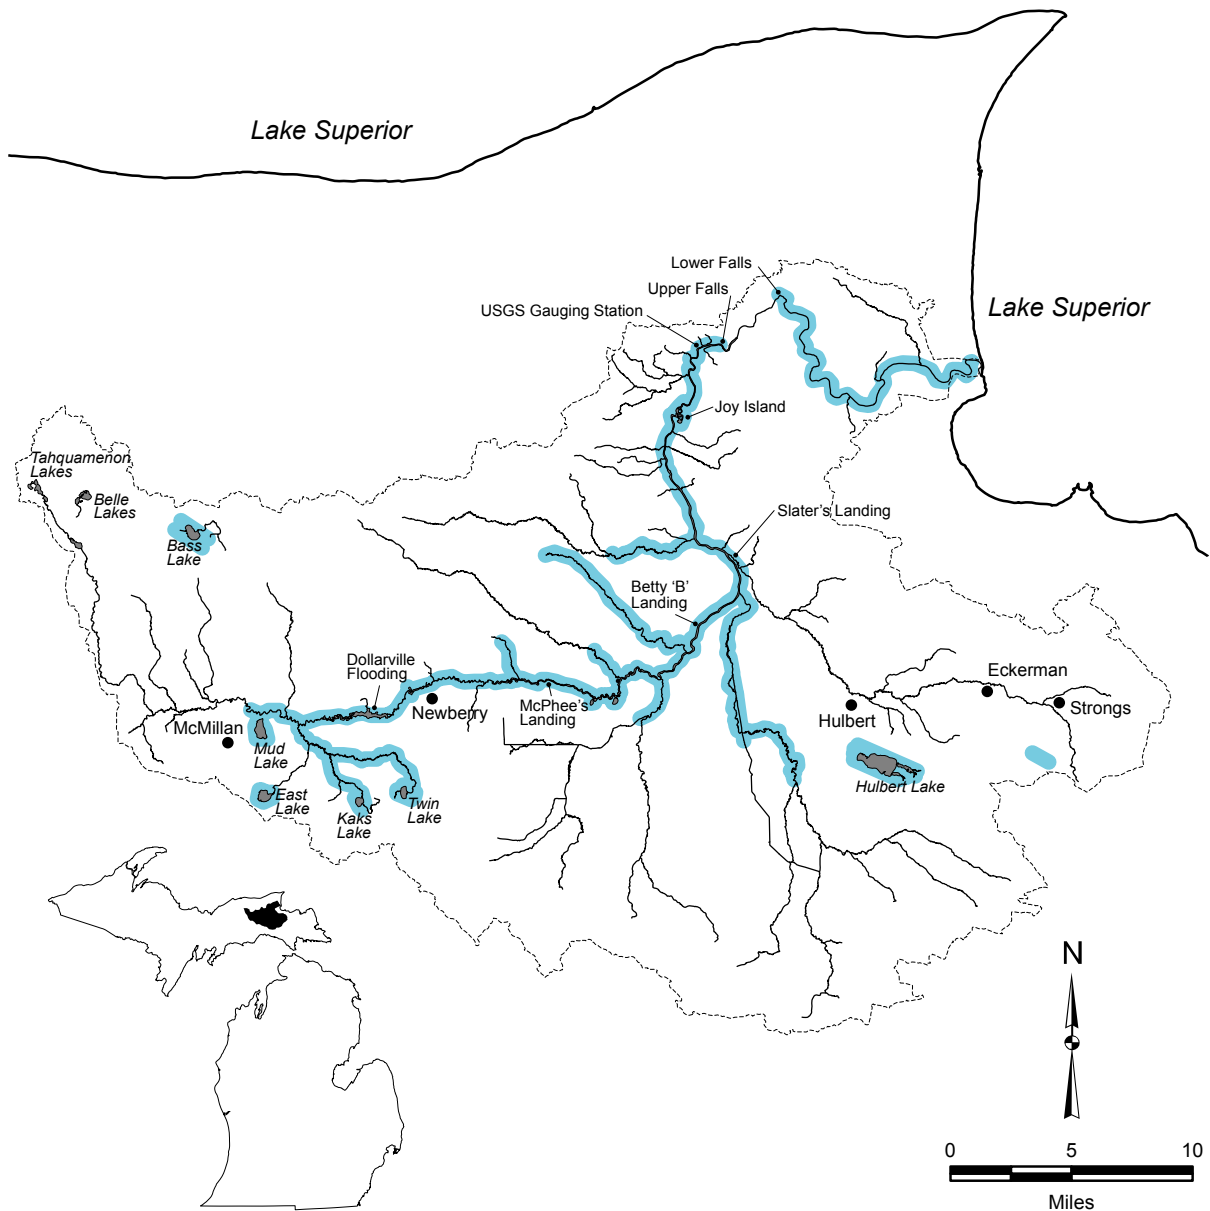 Lake Superior
Lower Falls
Upper Falls
USGS Gauging Station
Lake Superior
Joy Island
Tahquamenon
Lakes
Belle
Lakes
Slater's Landing
Bass
Lake
Betty ‘B’
Landing
Dollarville
Flooding
Eckerman
McPhee's
Landing
Newberry
Strongs
Hulbert
McMillan
Mud
Lake
Hulbert Lake
East
Lake
Kaks
Lake
Twin
Lake
N
0 5 10
Miles